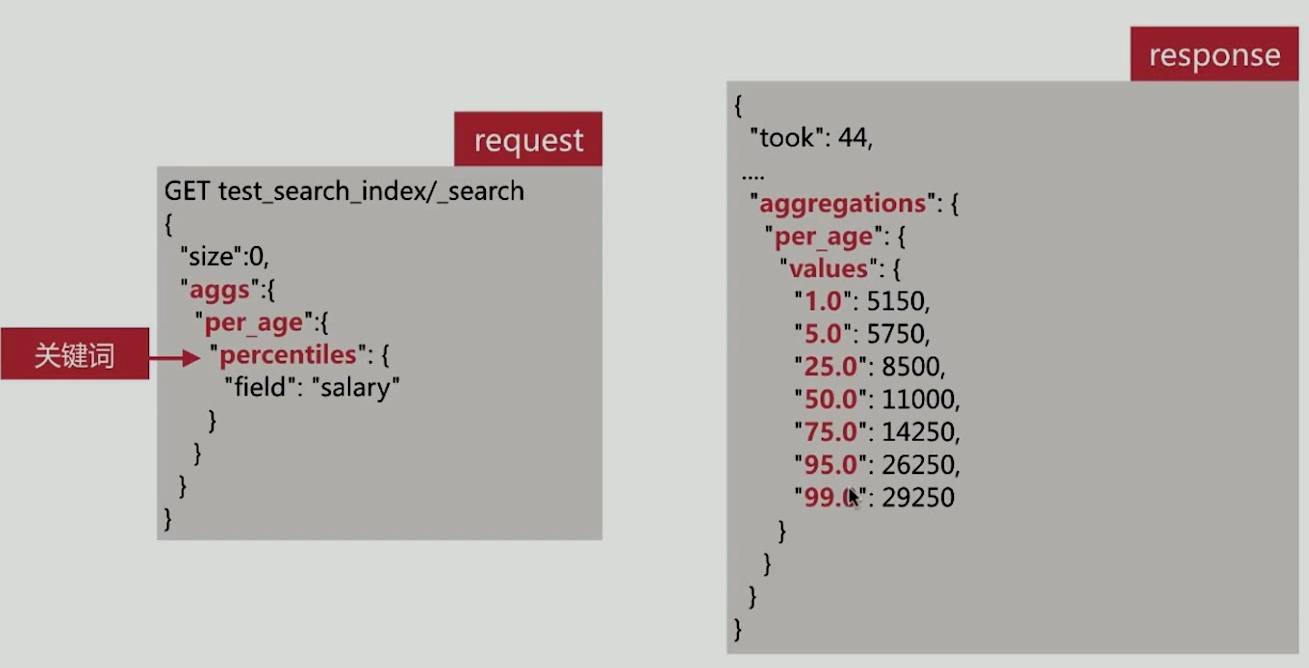 request
GET test_search_index/_search
{
"size":0,
"aggs":{
"per_age":{
关键词
"percentiles": {
"field": "salary"
}
}
}
}
response
{
"took": 44,
....
"aggregations": {
"per_age": {
"values": {
"1.0": 5150,
"5.0": 5750,
"25.0": 8500,
"50.0": 11000,
"75.0": 14250,
"95.0": 26250,
"99.0": 29250
}
}
}
}